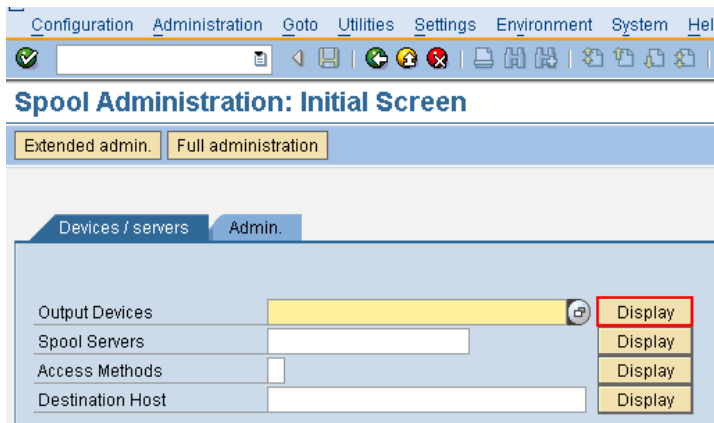 Configuration Administration Goto Utilities Settings Environment System Hel
Spool Administration: Initial Screen
Extended admin. Full administration
Devices / servers Admin.
Output Devices Display
Spool Servers Display
Access Methods Display
Destination Host Display